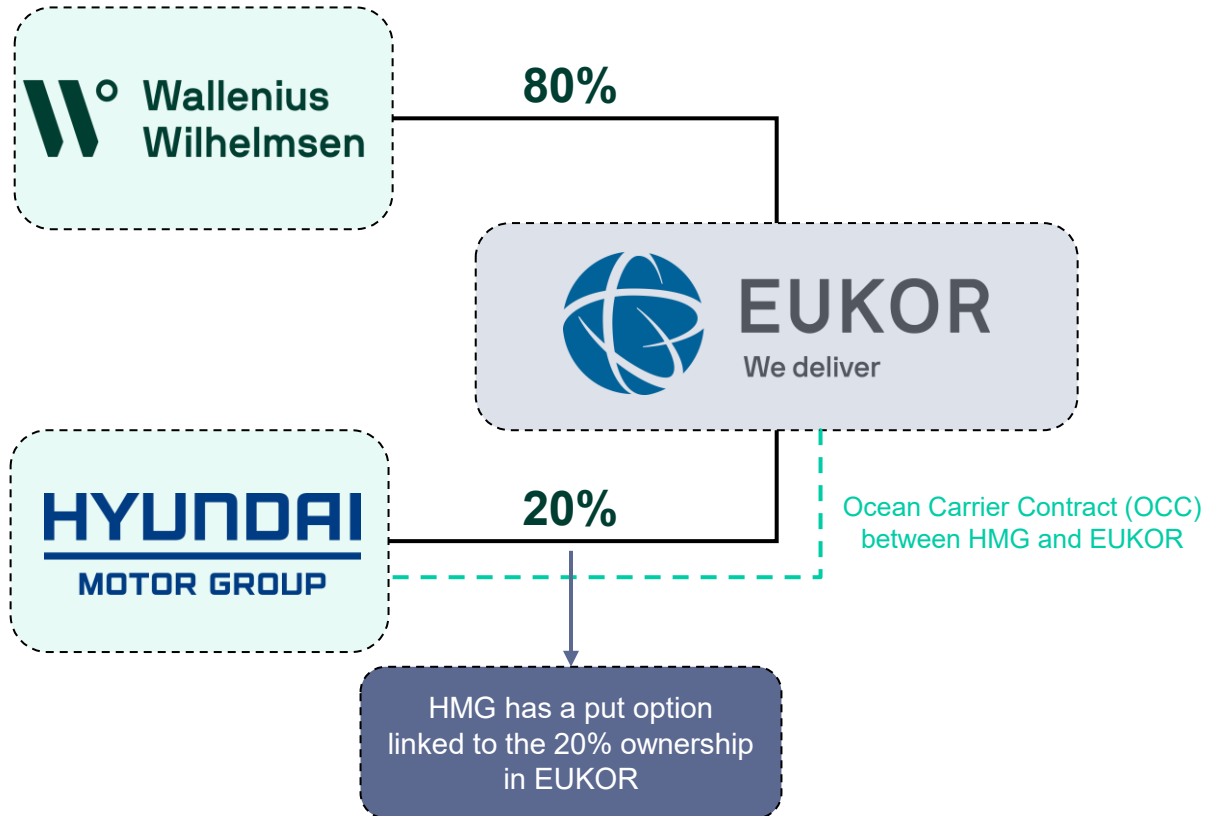 Wallenius
Wilhelmsen
80%
EUKOR
We deliver
HYUNDAI
MOTOR GROUP
20%
Ocean Carrier Contract (OCC)
between HMG and EUKOR
HMG has a put option
linked to the 20% ownership
in EUKOR